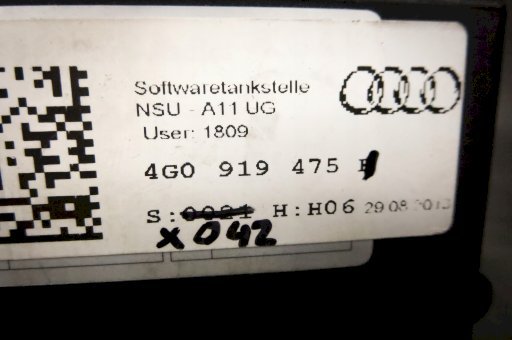 Softwaretankstelle
NSU - A11 UG
User: 1809
4G0 919 475
S: 0021 H:H06 29.08.2012
X042